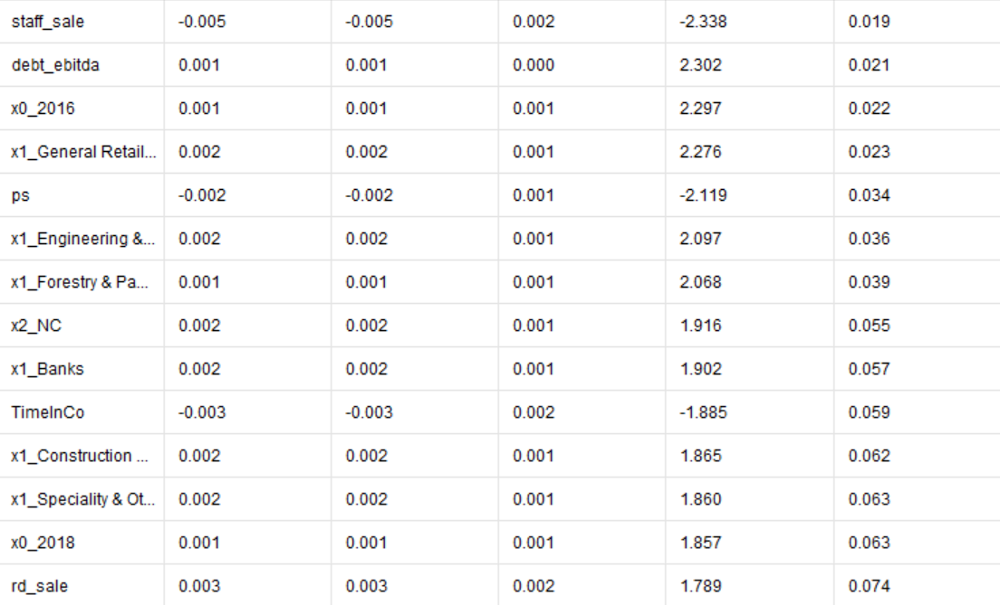 staff_sale -0.005 -0.005 0.002 -2.338 0.019
debt_ebitda 0.001 0.001 0.000 2.302 0.021
x0_2016 0.001 0.001 0.001 2.297 0.022
x1_General Retail... 0.002 0.002 0.001 2.276 0.023
ps -0.002 -0.002 0.001 -2.119 0.034
x1_Engineering &... 0.002 0.002 0.001 2.097 0.036
x1_Forestry & Pa... 0.001 0.001 0.001 2.068 0.039
x2_NC 0.002 0.002 0.001 1.916 0.055
x1_Banks 0.002 0.002 0.001 1.902 0.057
TimeInCo -0.003 -0.003 0.002 -1.885 0.059
x1_Construction ... 0.002 0.002 0.001 1.865 0.062
x1_Speciality & Ot... 0.002 0.002 0.001 1.860 0.063
x0_2018 0.001 0.001 0.001 1.857 0.063
rd_sale 0.003 0.003 0.002 1.789 0.074